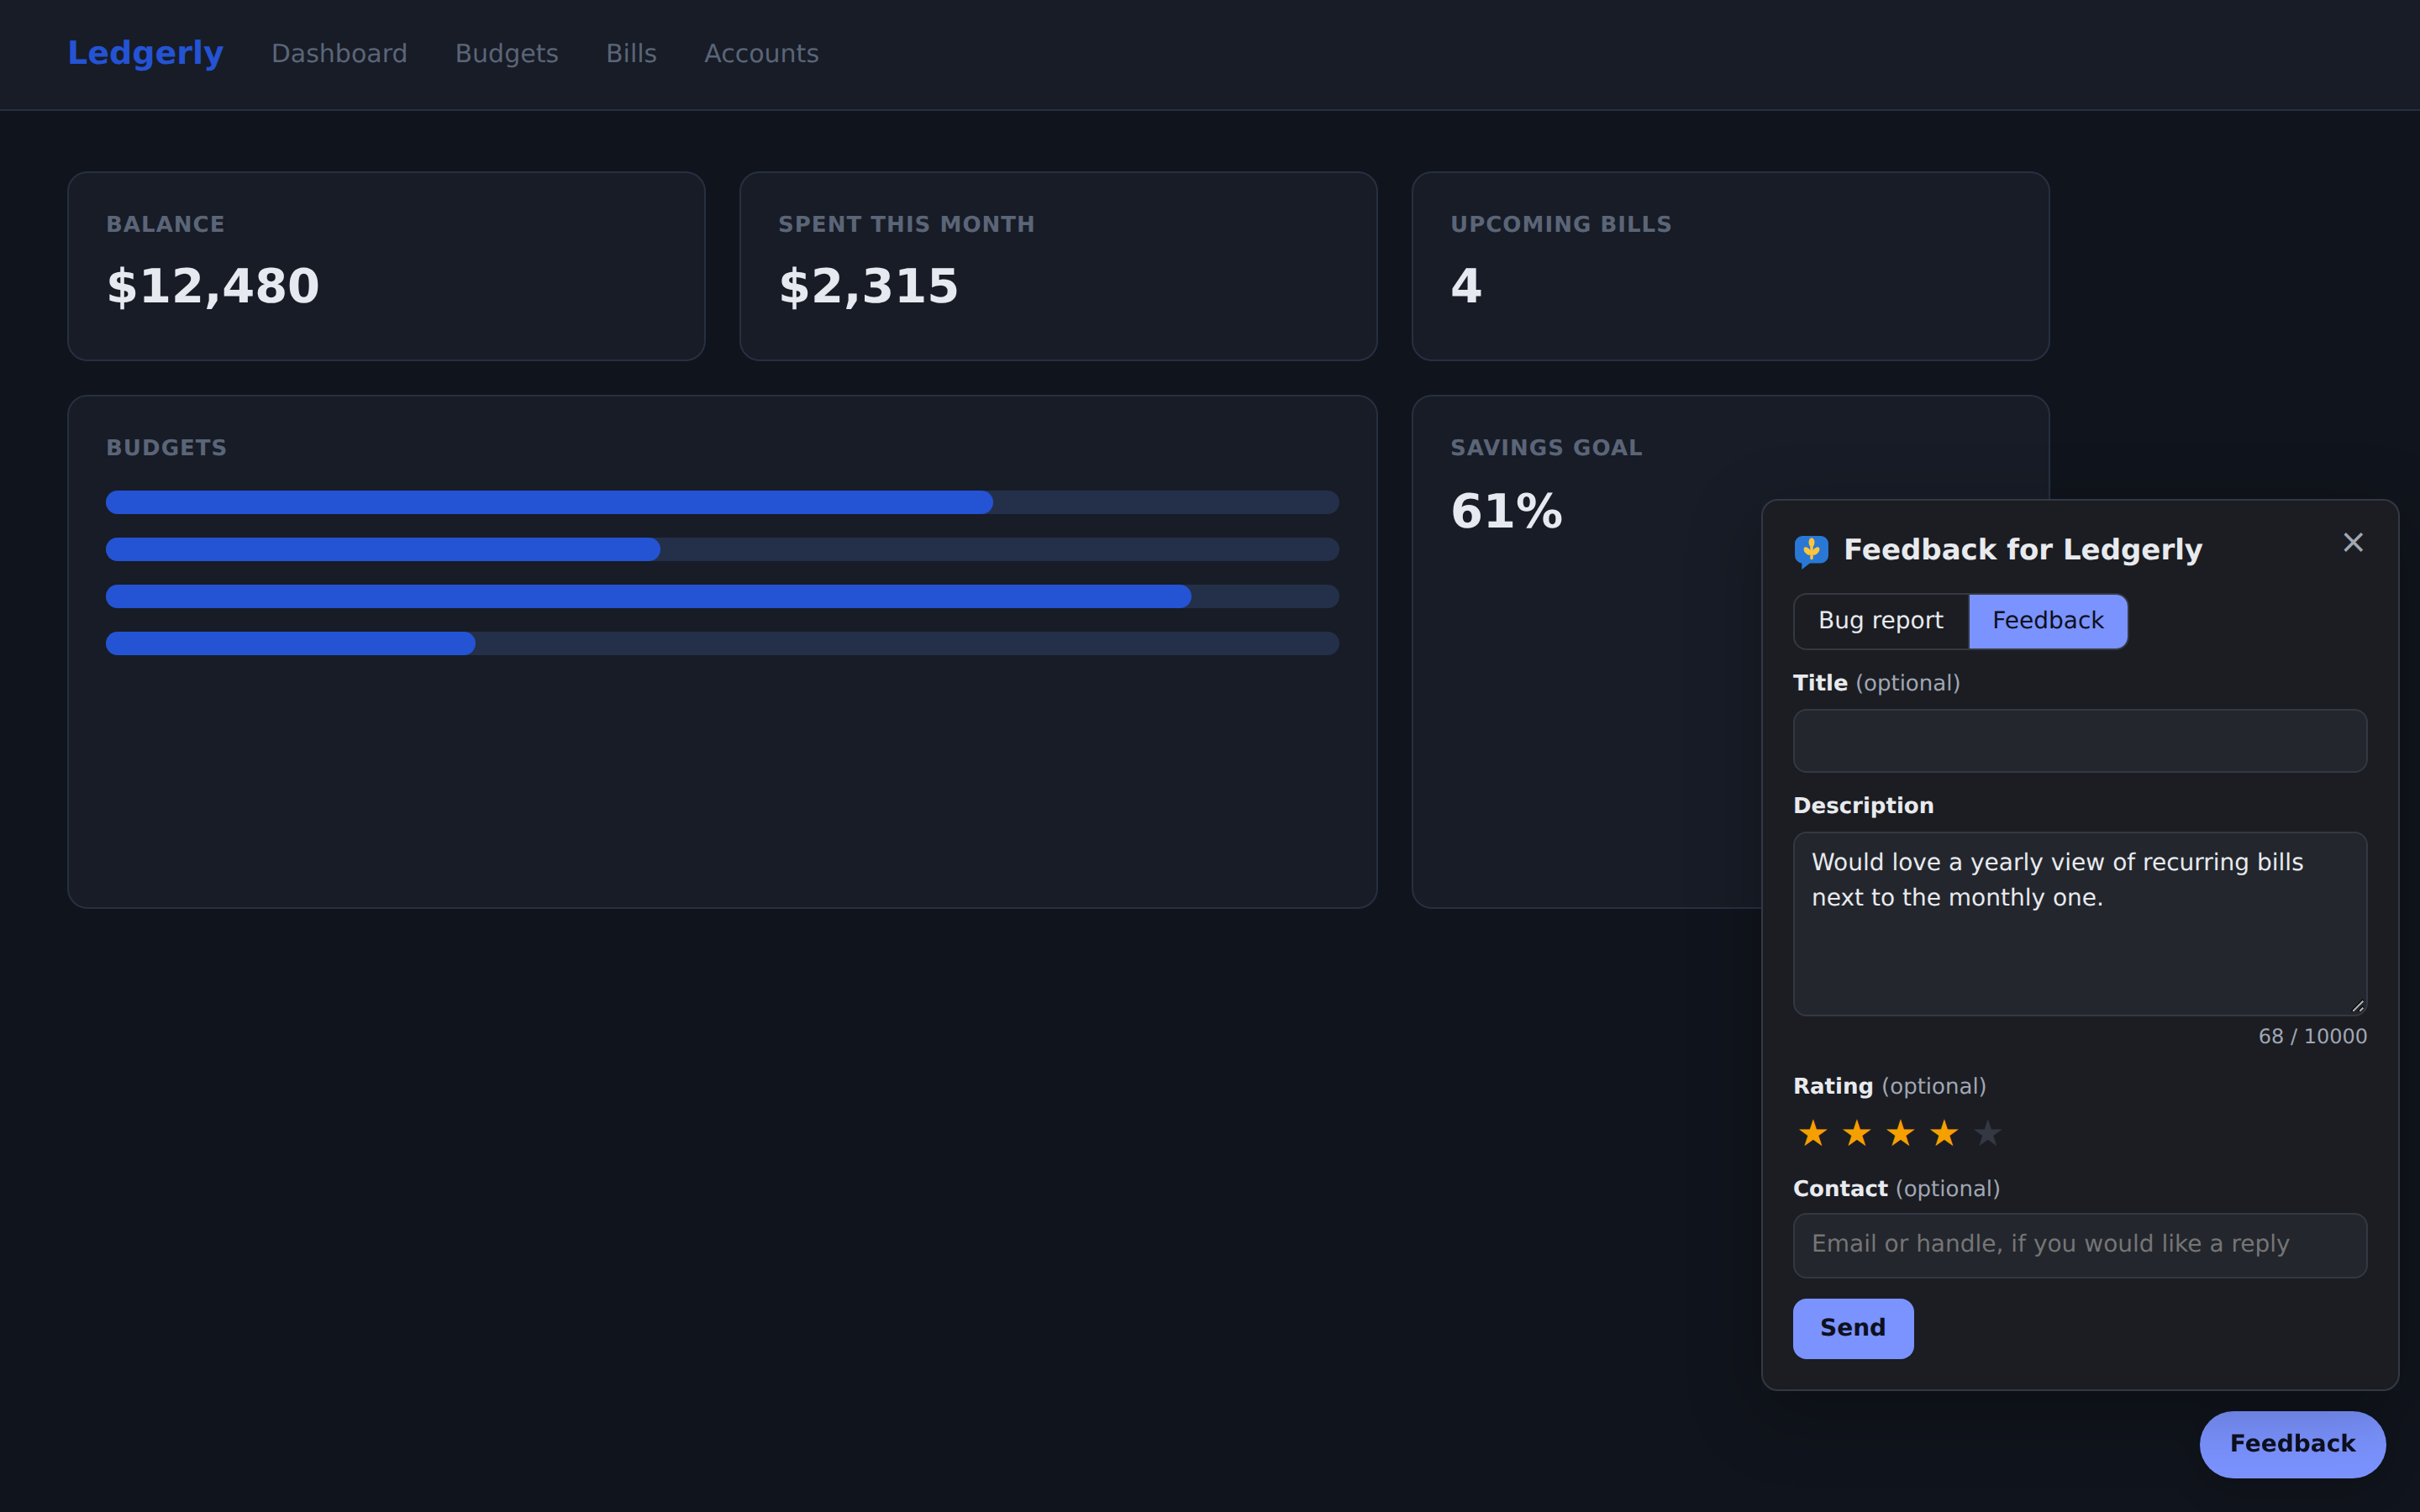 Ledgerly Dashboard Budgets Bills Accounts
BALANCE
$12,480
SPENT THIS MONTH
$2,315
UPCOMING BILLS
4
BUDGETS
SAVINGS GOAL
61%
Feedback for Ledgerly
×
Bug report Feedback
Title (optional)
Description
Would love a yearly view of recurring bills
next to the monthly one.
68 / 10000
Rating (optional)
Contact (optional)
Email or handle, if you would like a reply
Send
Feedback